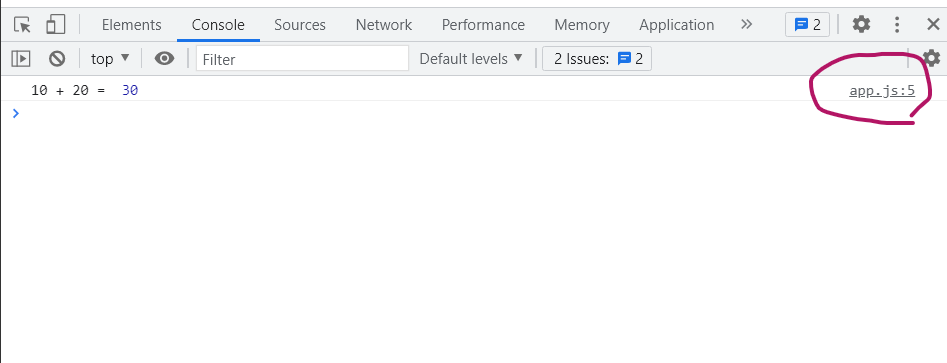 Elements Console Sources Network Performance Memory Application 2
top Filter Default levels 2 Issues: 2
10 + 20 = 30 app.js:5